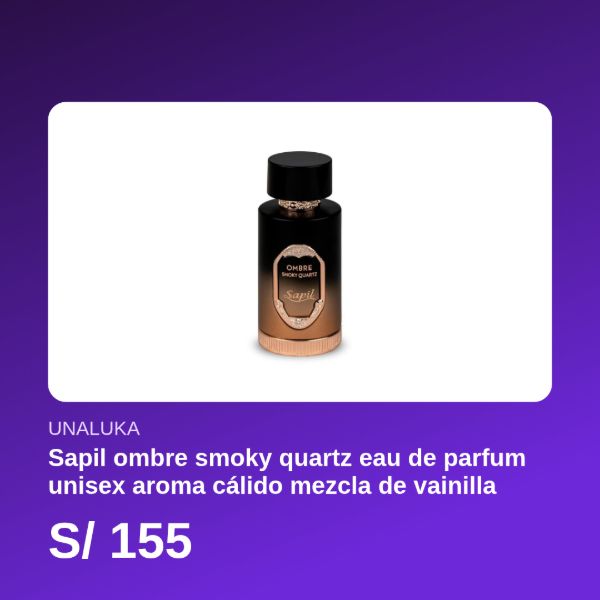 OMBRE
SMOKY QUARTZ
Sapil
UNALUKA
Sapil ombre smoky quartz eau de parfum
unisex aroma cálido mezcla de vainilla
S/ 155